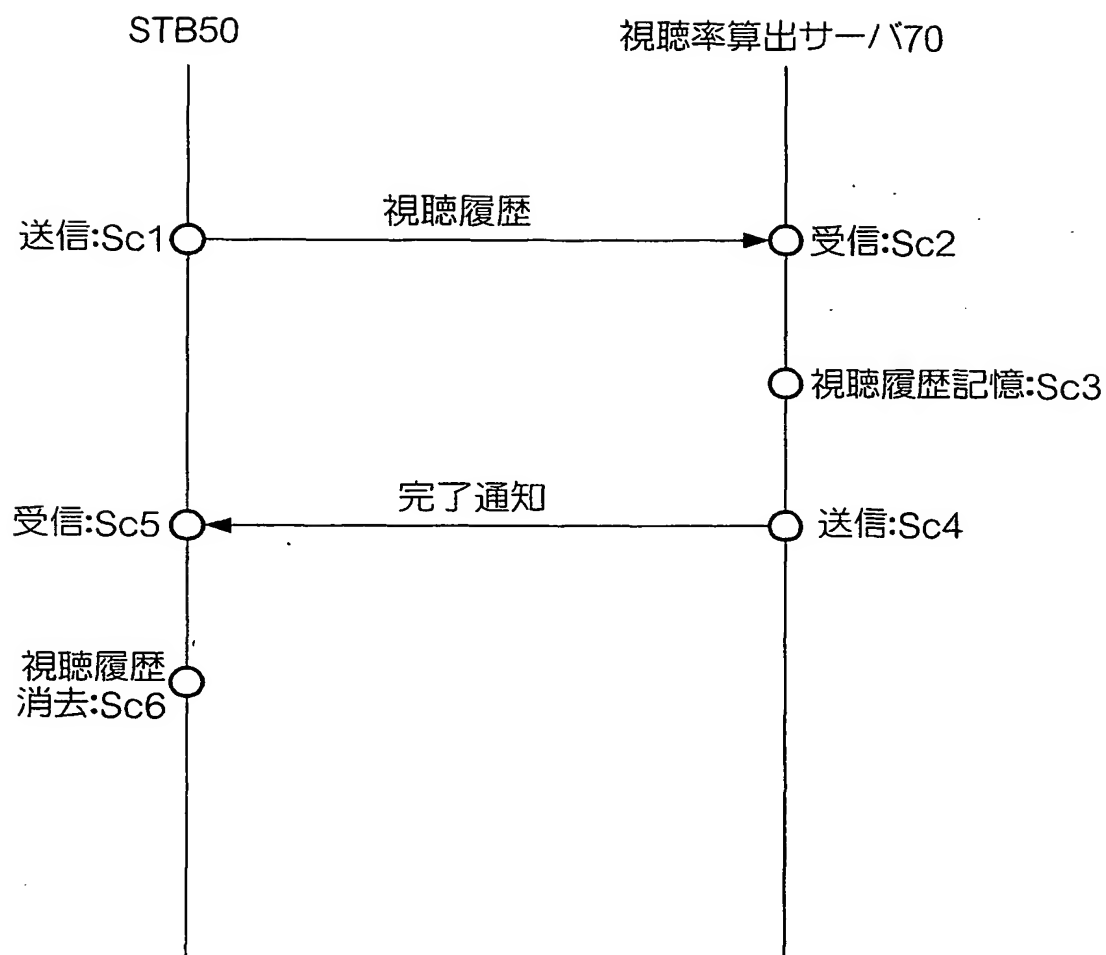 STB50
視聴率算出サーバ70
視聴履歴
送信:Sc1
受信:Sc2
視聴履歴記憶:Sc3
完了通知
受信:Sc5
送信:Sc4
視聴履歴
消去:Sc6